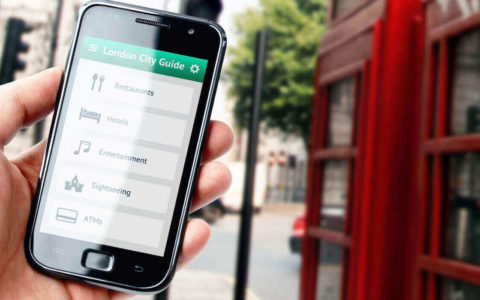 London City Guide
Restaurants
Hotels
Entertainment
Sightseeing
ATMs